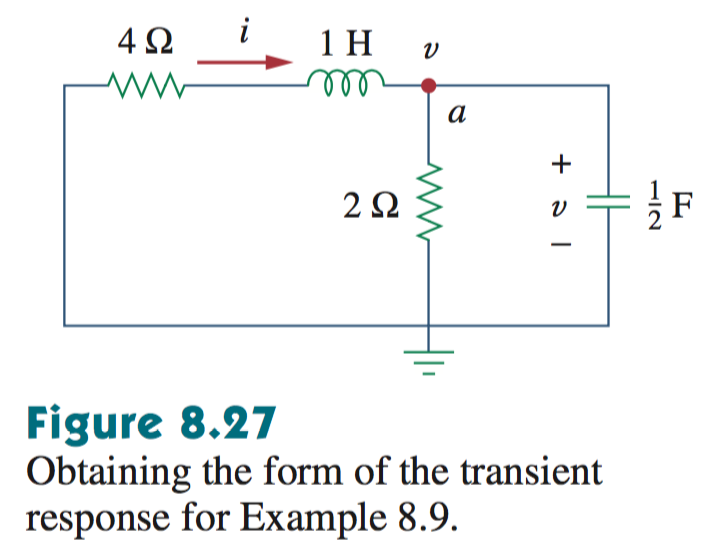 4 Ω
i
1 H
v
a
2 Ω
+
v
−
1/2 F
Figure 8.27
Obtaining the form of the transient
response for Example 8.9.